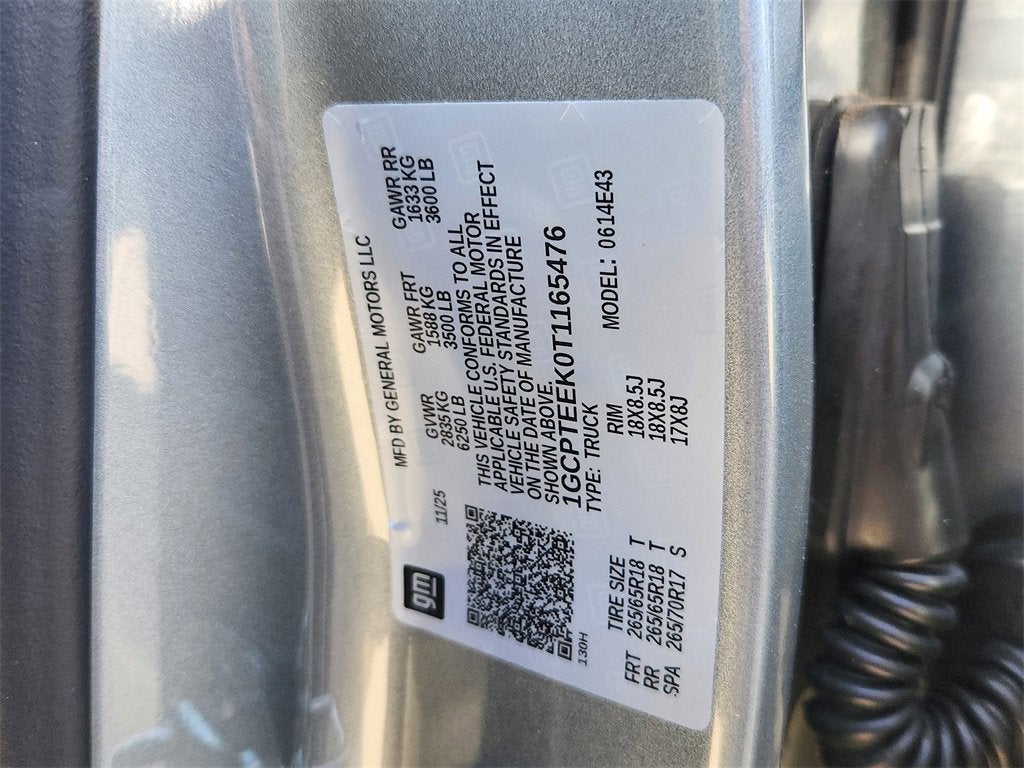 MFD BY GENERAL MOTORS LLC
gm
11/25
GVWR GAWR FRT GAWR RR
2835 KG 1588 KG 1633 KG
6250 LB 3500 LB 3600 LB
THIS VEHICLE CONFORMS TO ALL
APPLICABLE U.S. FEDERAL MOTOR
VEHICLE SAFETY STANDARDS IN EFFECT
ON THE DATE OF MANUFACTURE
SHOWN ABOVE.
1GCPTEEK0T1165476
130H
TYPE: TRUCK MODEL: 0614E43
TIRE SIZE RIM
FRT 265/65R18 T 18X8.5J
RR 265/65R18 T 18X8.5J
SPA 265/70R17 S 17X8J